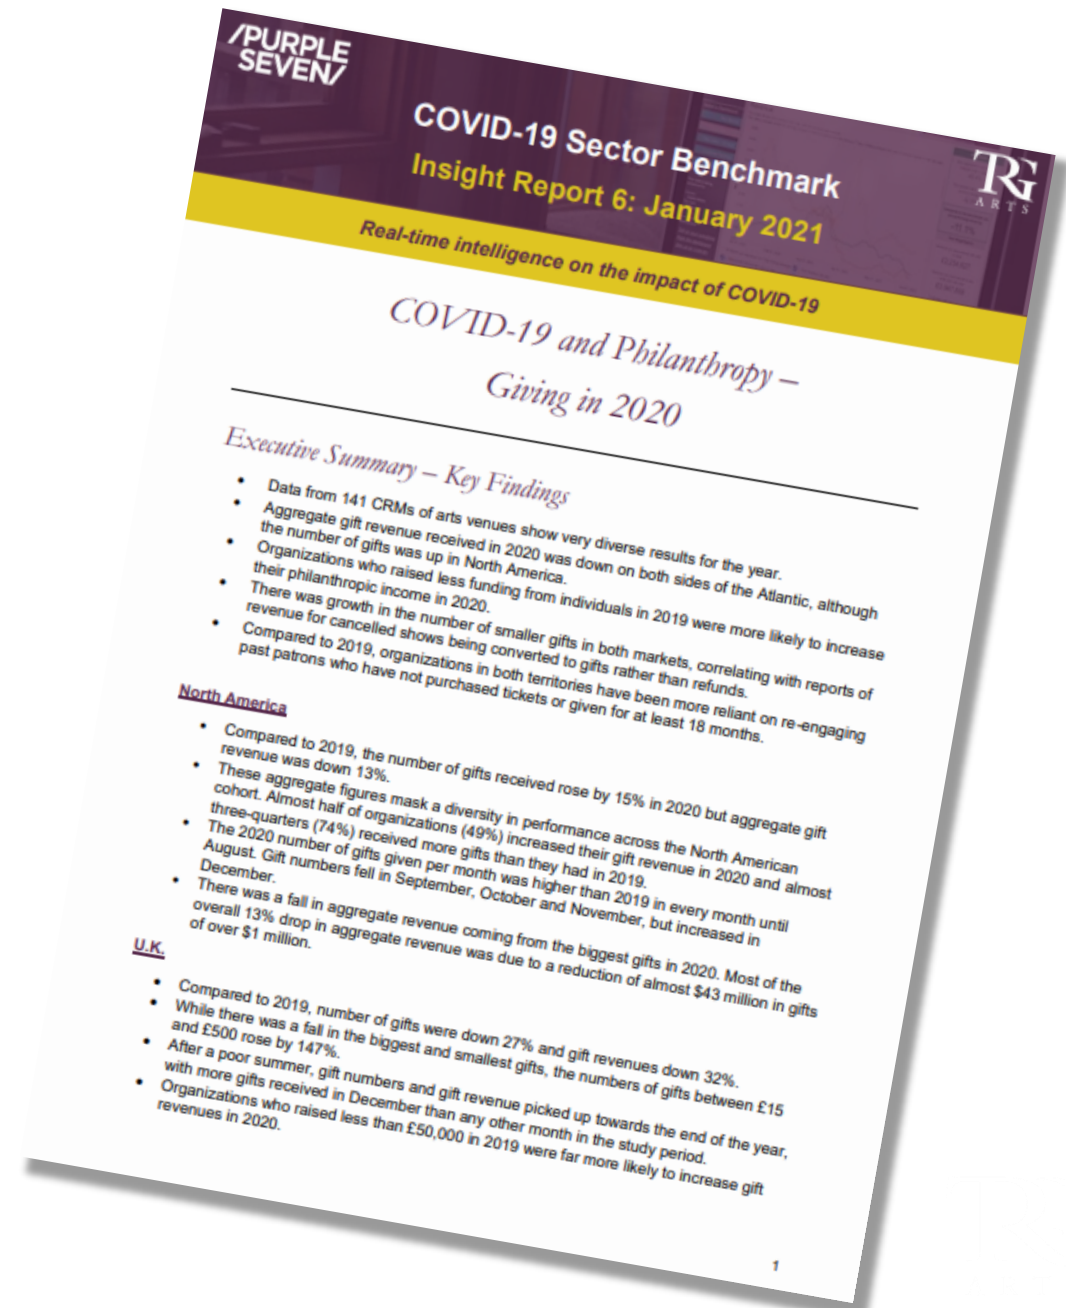 /PURPLE
SEVEN/
COVID-19 Sector Benchmark
Insight Report 6: January 2021
TRG
ARTS
Real-time intelligence on the impact of COVID-19
COVID-19 and Philanthropy –
Giving in 2020
Executive Summary – Key Findings
• Data from 141 CRMs of arts venues show very diverse results for the year.
• Aggregate gift revenue received in 2020 was down on both sides of the Atlantic, although
the number of gifts was up in North America.
• Organizations who raised less funding from individuals in 2019 were more likely to increase
their philanthropic income in 2020.
• There was growth in the number of smaller gifts in both markets, correlating with reports of
revenue for cancelled shows being converted to gifts rather than refunds.
• Compared to 2019, organizations in both territories have been more reliant on re-engaging
past patrons who have not purchased tickets or given for at least 18 months.
North America
• Compared to 2019, the number of gifts received rose by 15% in 2020 but aggregate gift
revenue was down 13%.
• These aggregate figures mask a diversity in performance across the North American
cohort. Almost half of organizations (49%) increased their gift revenue in 2020 and almost
three-quarters (74%) received more gifts than they had in 2019.
• The 2020 number of gifts given per month was higher than 2019 in every month until
August. Gift numbers fell in September, October and November, but increased in
December.
• There was a fall in aggregate revenue coming from the biggest gifts in 2020. Most of the
overall 13% drop in aggregate revenue was due to a reduction of almost $43 million in gifts
of over $1 million.
U.K.
• Compared to 2019, number of gifts were down 27% and gift revenues down 32%.
• While there was a fall in the biggest and smallest gifts, the numbers of gifts between £15
and £500 rose by 147%.
• After a poor summer, gift numbers and gift revenue picked up towards the end of the year,
with more gifts received in December than any other month in the study period.
• Organizations who raised less than £50,000 in 2019 were far more likely to increase gift
revenues in 2020.
1